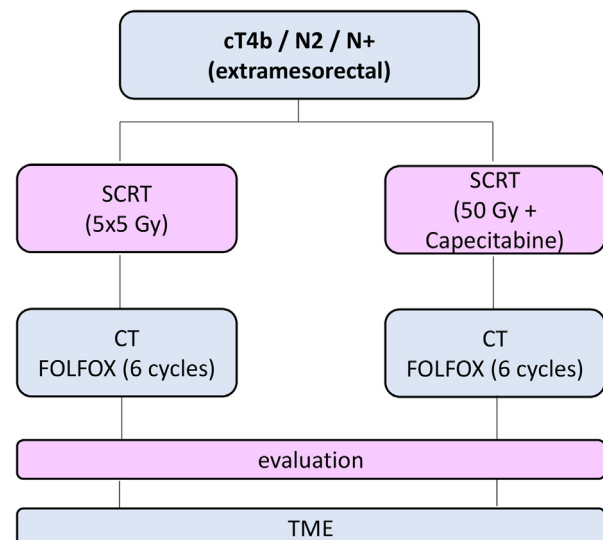 cT4b / N2 / N+
(extramesorectal)
SCRT
(5x5 Gy)
SCRT
(50 Gy +
Capecitabine)
CT
FOLFOX (6 cycles)
CT
FOLFOX (6 cycles)
evaluation
TME